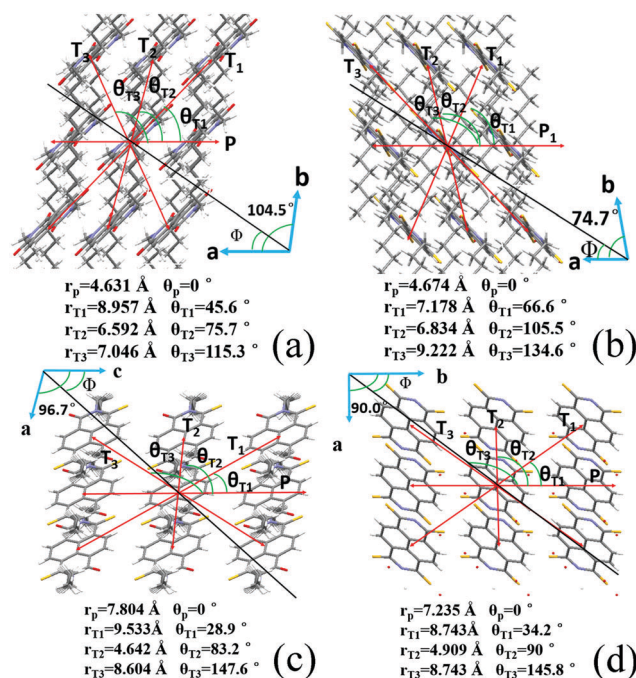 T₃ T₂ T₁
θT3 θT2 θT1
P
b
104.5°
a Φ
rp=4.631 Å θp=0°
rT1=8.957 Å θT1=45.6°
rT2=6.592 Å θT2=75.7°
rT3=7.046 Å θT3=115.3°
(a)
T₃ T₂ T₁
θT3 θT2 θT1
P₁
b
74.7°
a Φ
rp=4.674 Å θp=0°
rT1=7.178 Å θT1=66.6°
rT2=6.834 Å θT2=105.5°
rT3=9.222 Å θT3=134.6°
(b)
c
Φ
96.7°
a
T₃ T₂ T₁
θT3 θT2 θT1
P
rp=7.804 Å θp=0°
rT1=9.533Å θT1=28.9°
rT2=4.642 Å θT2=83.2°
rT3=8.604 Å θT3=147.6°
(c)
b
Φ
90.0°
a
T₃ T₂ T₁
θT3 θT2 θT1
P
rp=7.235 Å θp=0°
rT1=8.743Å θT1=34.2°
rT2=4.909 Å θT2=90°
rT3=8.743 Å θT3=145.8°
(d)